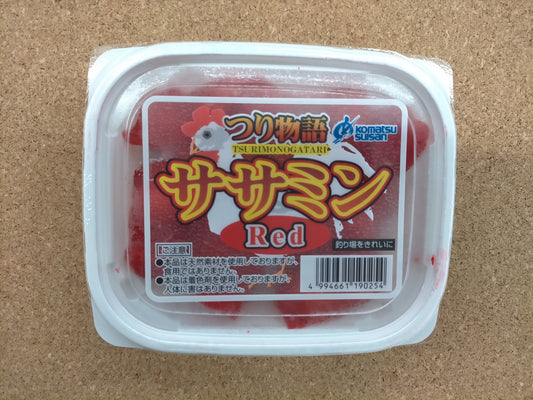 つり物語
TSURIMONOGATARI
komatsu
suisan
ササミン
Red
釣り場をきれいに
【ご注意】
●本品は天然素材を使用しておりますが、
食用ではありません。
●本品は着色剤を使用しておりますが、
人体に害はありません。
4 994661 190254